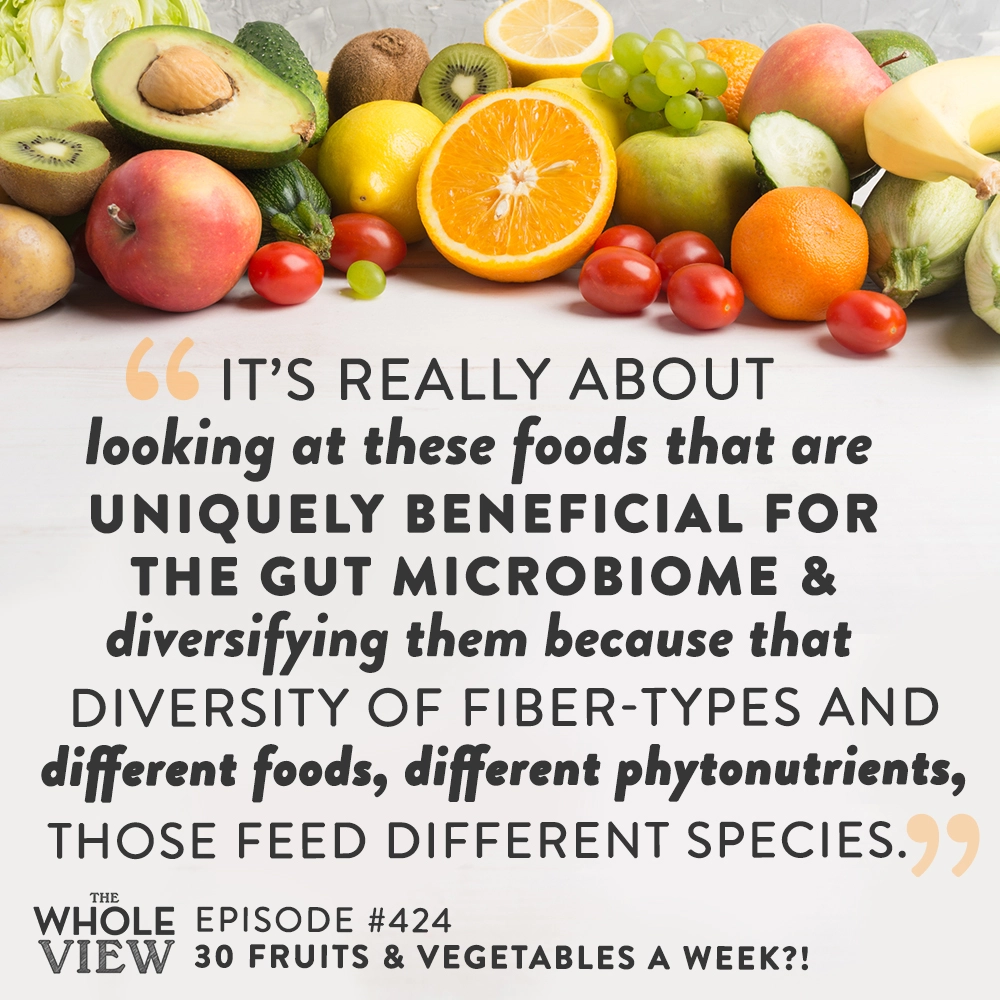 “ IT’S REALLY ABOUT
looking at these foods that are
UNIQUELY BENEFICIAL FOR
THE GUT MICROBIOME &
diversifying them because that
DIVERSITY OF FIBER-TYPES AND
different foods, different phytonutrients,
THOSE FEED DIFFERENT SPECIES.”
THE
WHOLE
VIEW
EPISODE #424
30 FRUITS & VEGETABLES A WEEK?!